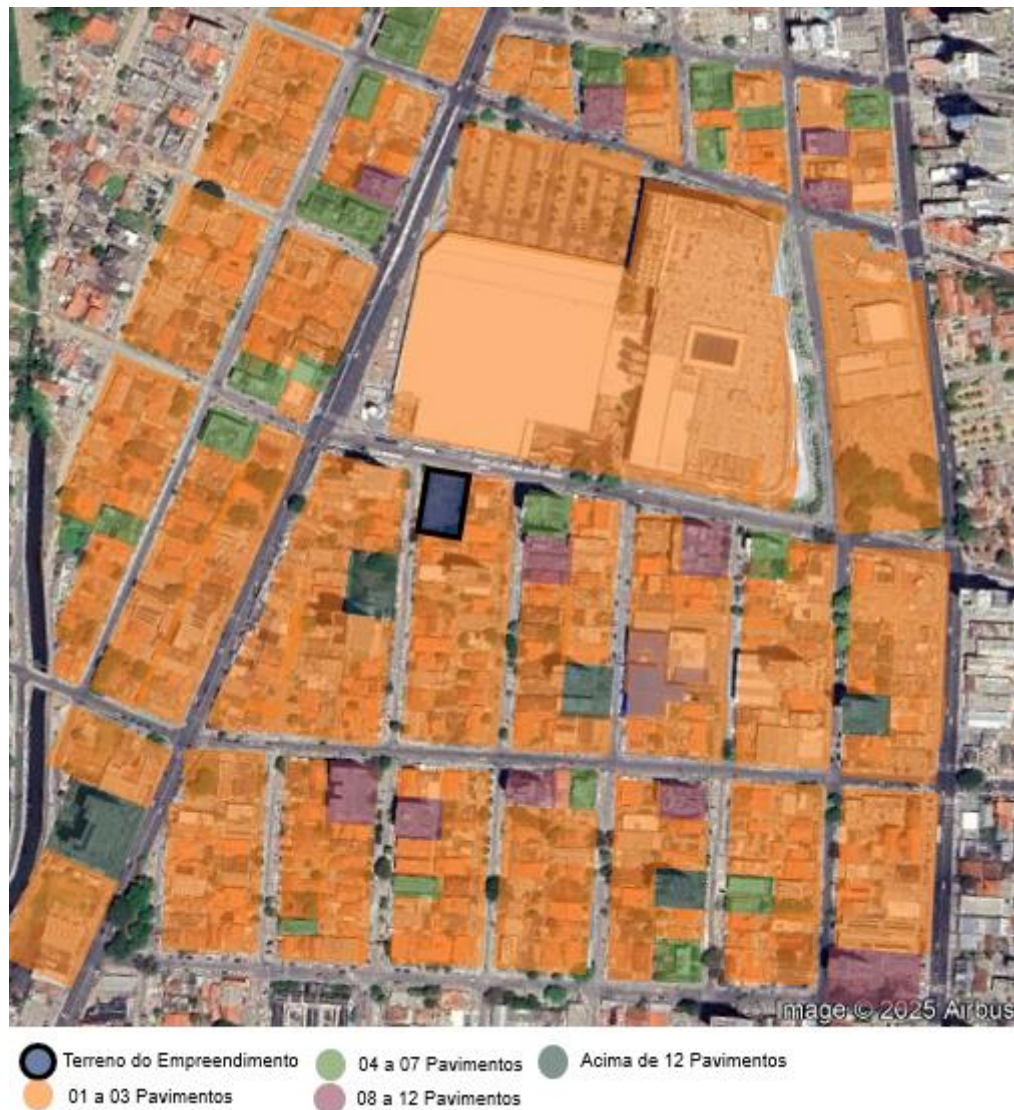 Image © 2025 Airbus
Terreno do Empreendimento
04 a 07 Pavimentos
Acima de 12 Pavimentos
01 a 03 Pavimentos
08 a 12 Pavimentos